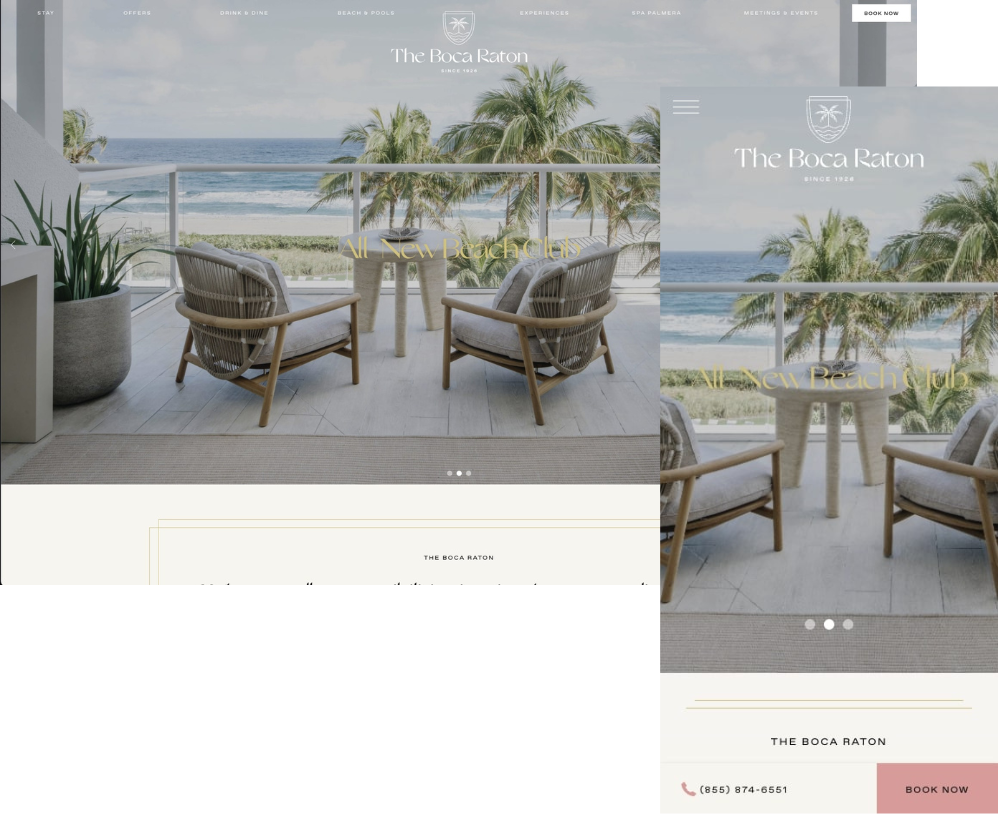 STAY OFFERS DRINK & DINE BEACH & POOLS EXPERIENCES SPA PALMERA MEETINGS & EVENTS BOOK NOW
The Boca Raton
SINCE 1926
All-New Beach Club
THE BOCA RATON
The Boca Raton
SINCE 1926
All-New Beach Club
THE BOCA RATON
(855) 874-6551 BOOK NOW